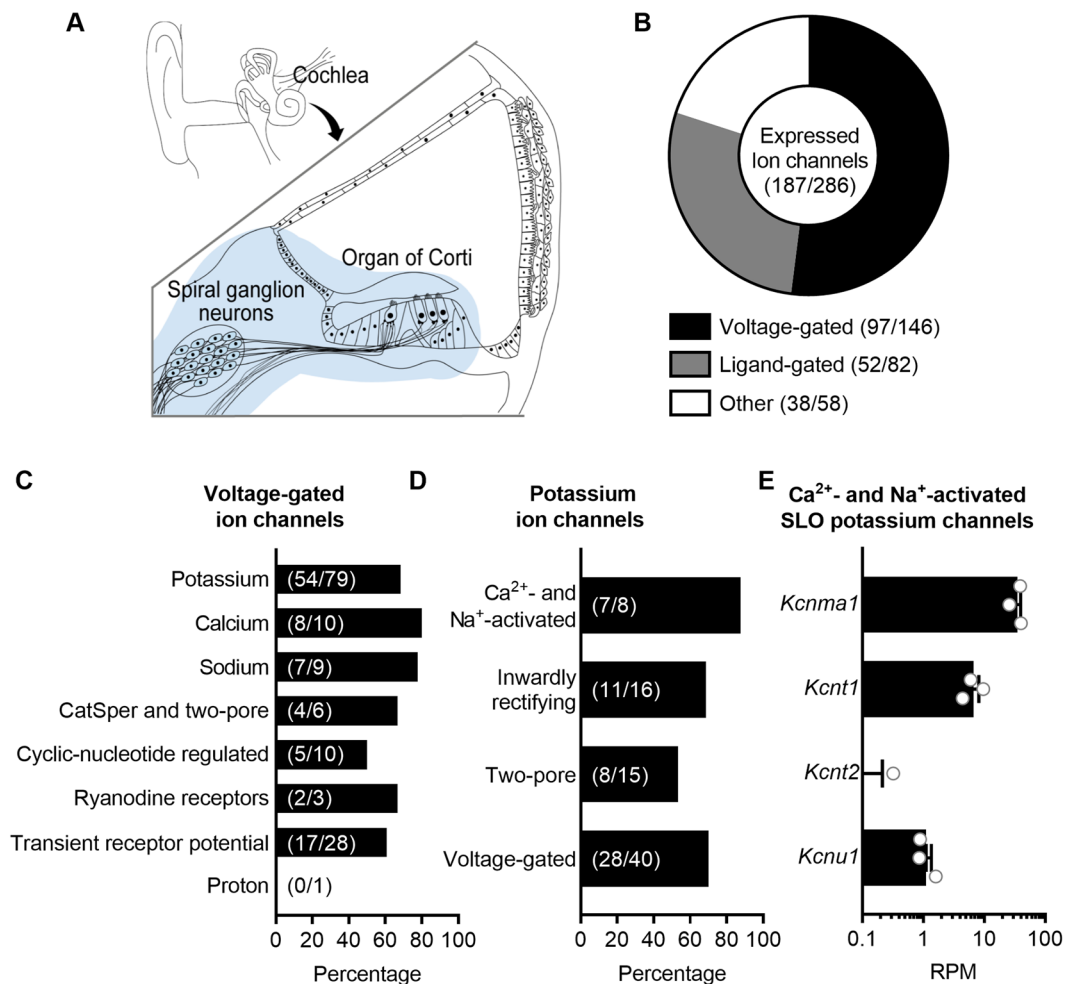 A
Cochlea
Organ of Corti
Spiral ganglion
neurons
B
Expressed
Ion channels
(187/286)
Voltage-gated (97/146)
Ligand-gated (52/82)
Other (38/58)
C
Voltage-gated
ion channels
Potassium (54/79)
Calcium (8/10)
Sodium (7/9)
CatSper and two-pore (4/6)
Cyclic-nucleotide regulated (5/10)
Ryanodine receptors (2/3)
Transient receptor potential (17/28)
Proton (0/1)
0 20 40 60 80 100
Percentage
D
Potassium
ion channels
Ca²⁺- and
Na⁺-activated
(7/8)
Inwardly
rectifying
(11/16)
Two-pore (8/15)
Voltage-gated (28/40)
0 20 40 60 80 100
Percentage
E
Ca²⁺- and Na⁺-activated
SLO potassium channels
Kcnma1
Kcnt1
Kcnt2
Kcnu1
0.1 1 10 100
RPM